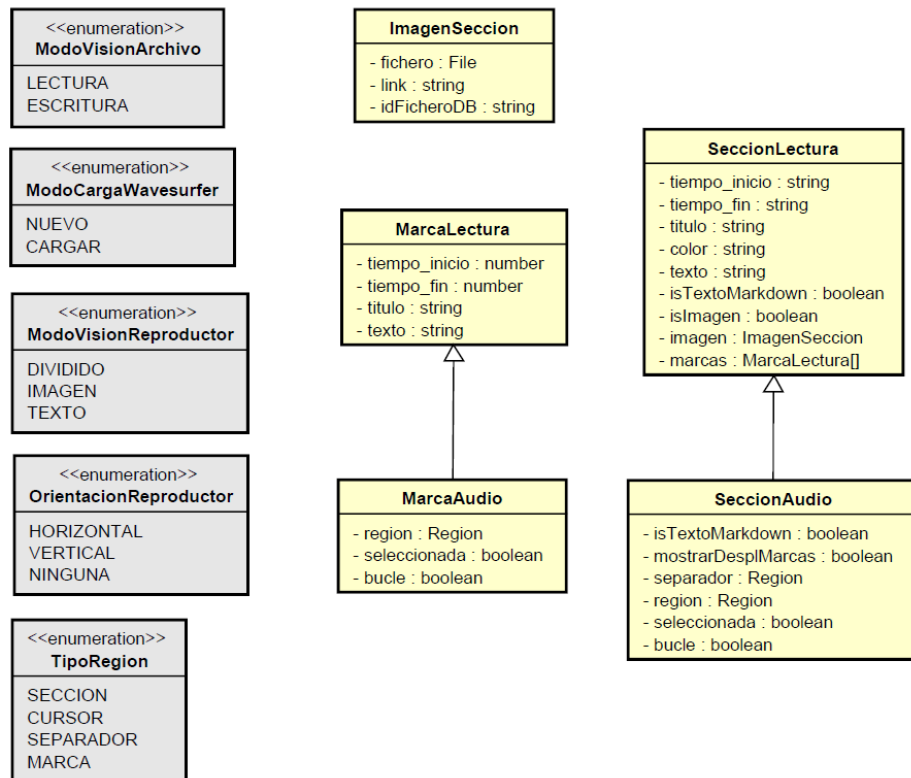 <<enumeration>>
ModoVisionArchivo
LECTURA
ESCRITURA
<<enumeration>>
ModoCargaWavesurfer
NUEVO
CARGAR
<<enumeration>>
ModoVisionReproductor
DIVIDIDO
IMAGEN
TEXTO
<<enumeration>>
OrientacionReproductor
HORIZONTAL
VERTICAL
NINGUNA
<<enumeration>>
TipoRegion
SECCION
CURSOR
SEPARADOR
MARCA
ImagenSeccion
- fichero : File
- link : string
- idFicheroDB : string
MarcaLectura
- tiempo_inicio : number
- tiempo_fin : number
- titulo : string
- texto : string
MarcaAudio
- region : Region
- seleccionada : boolean
- bucle : boolean
SeccionLectura
- tiempo_inicio : string
- tiempo_fin : string
- titulo : string
- color : string
- texto : string
- isTextoMarkdown : boolean
- isImagen : boolean
- imagen : ImagenSeccion
- marcas : MarcaLectura[]
SeccionAudio
- isTextoMarkdown : boolean
- mostrarDesplMarcas : boolean
- separador : Region
- region : Region
- seleccionada : boolean
- bucle : boolean